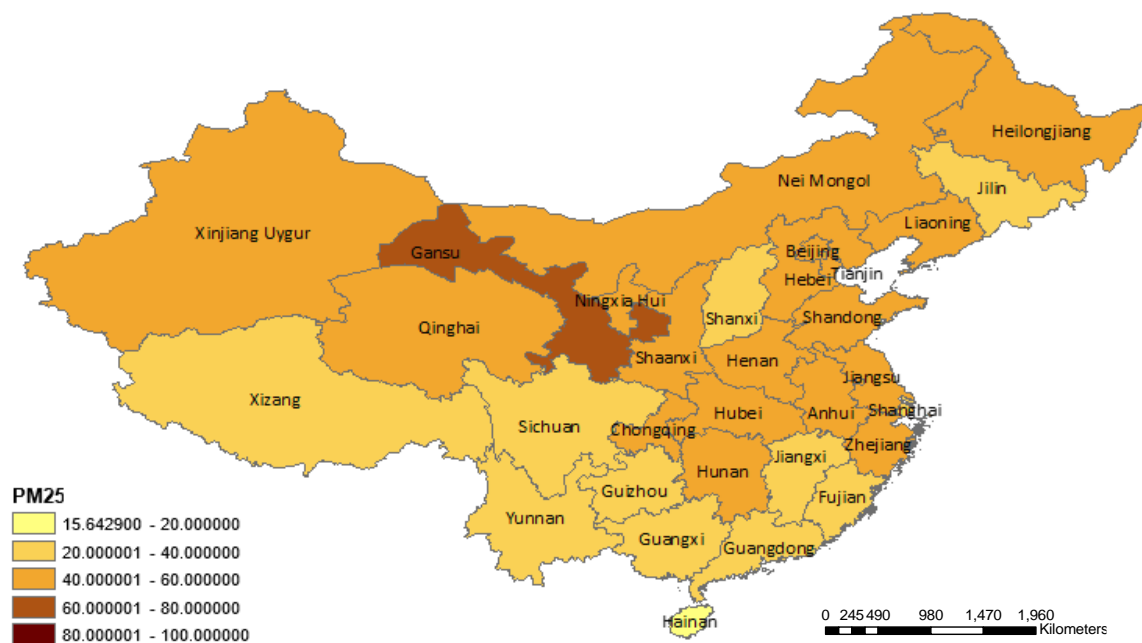 Heilongjiang
Nei Mongol
Jilin
Xinjiang Uygur
Liaoning
Gansu
Beijing
Tianjin
Hebei
Ningxia Hui
Qinghai
Shanxi
Shandong
Shaanxi
Henan
Jiangsu
Xizang
Hubei
Anhui
Shanghai
Sichuan
Chongqing
Zhejiang
Hunan
Jiangxi
Guizhou
Fujian
Yunnan
Guangxi
Guangdong
Hainan
PM25
15.642900 - 20.000000
20.000001 - 40.000000
40.000001 - 60.000000
60.000001 - 80.000000
80.000001 - 100.000000
0 245 490 980 1,470 1,960
Kilometers